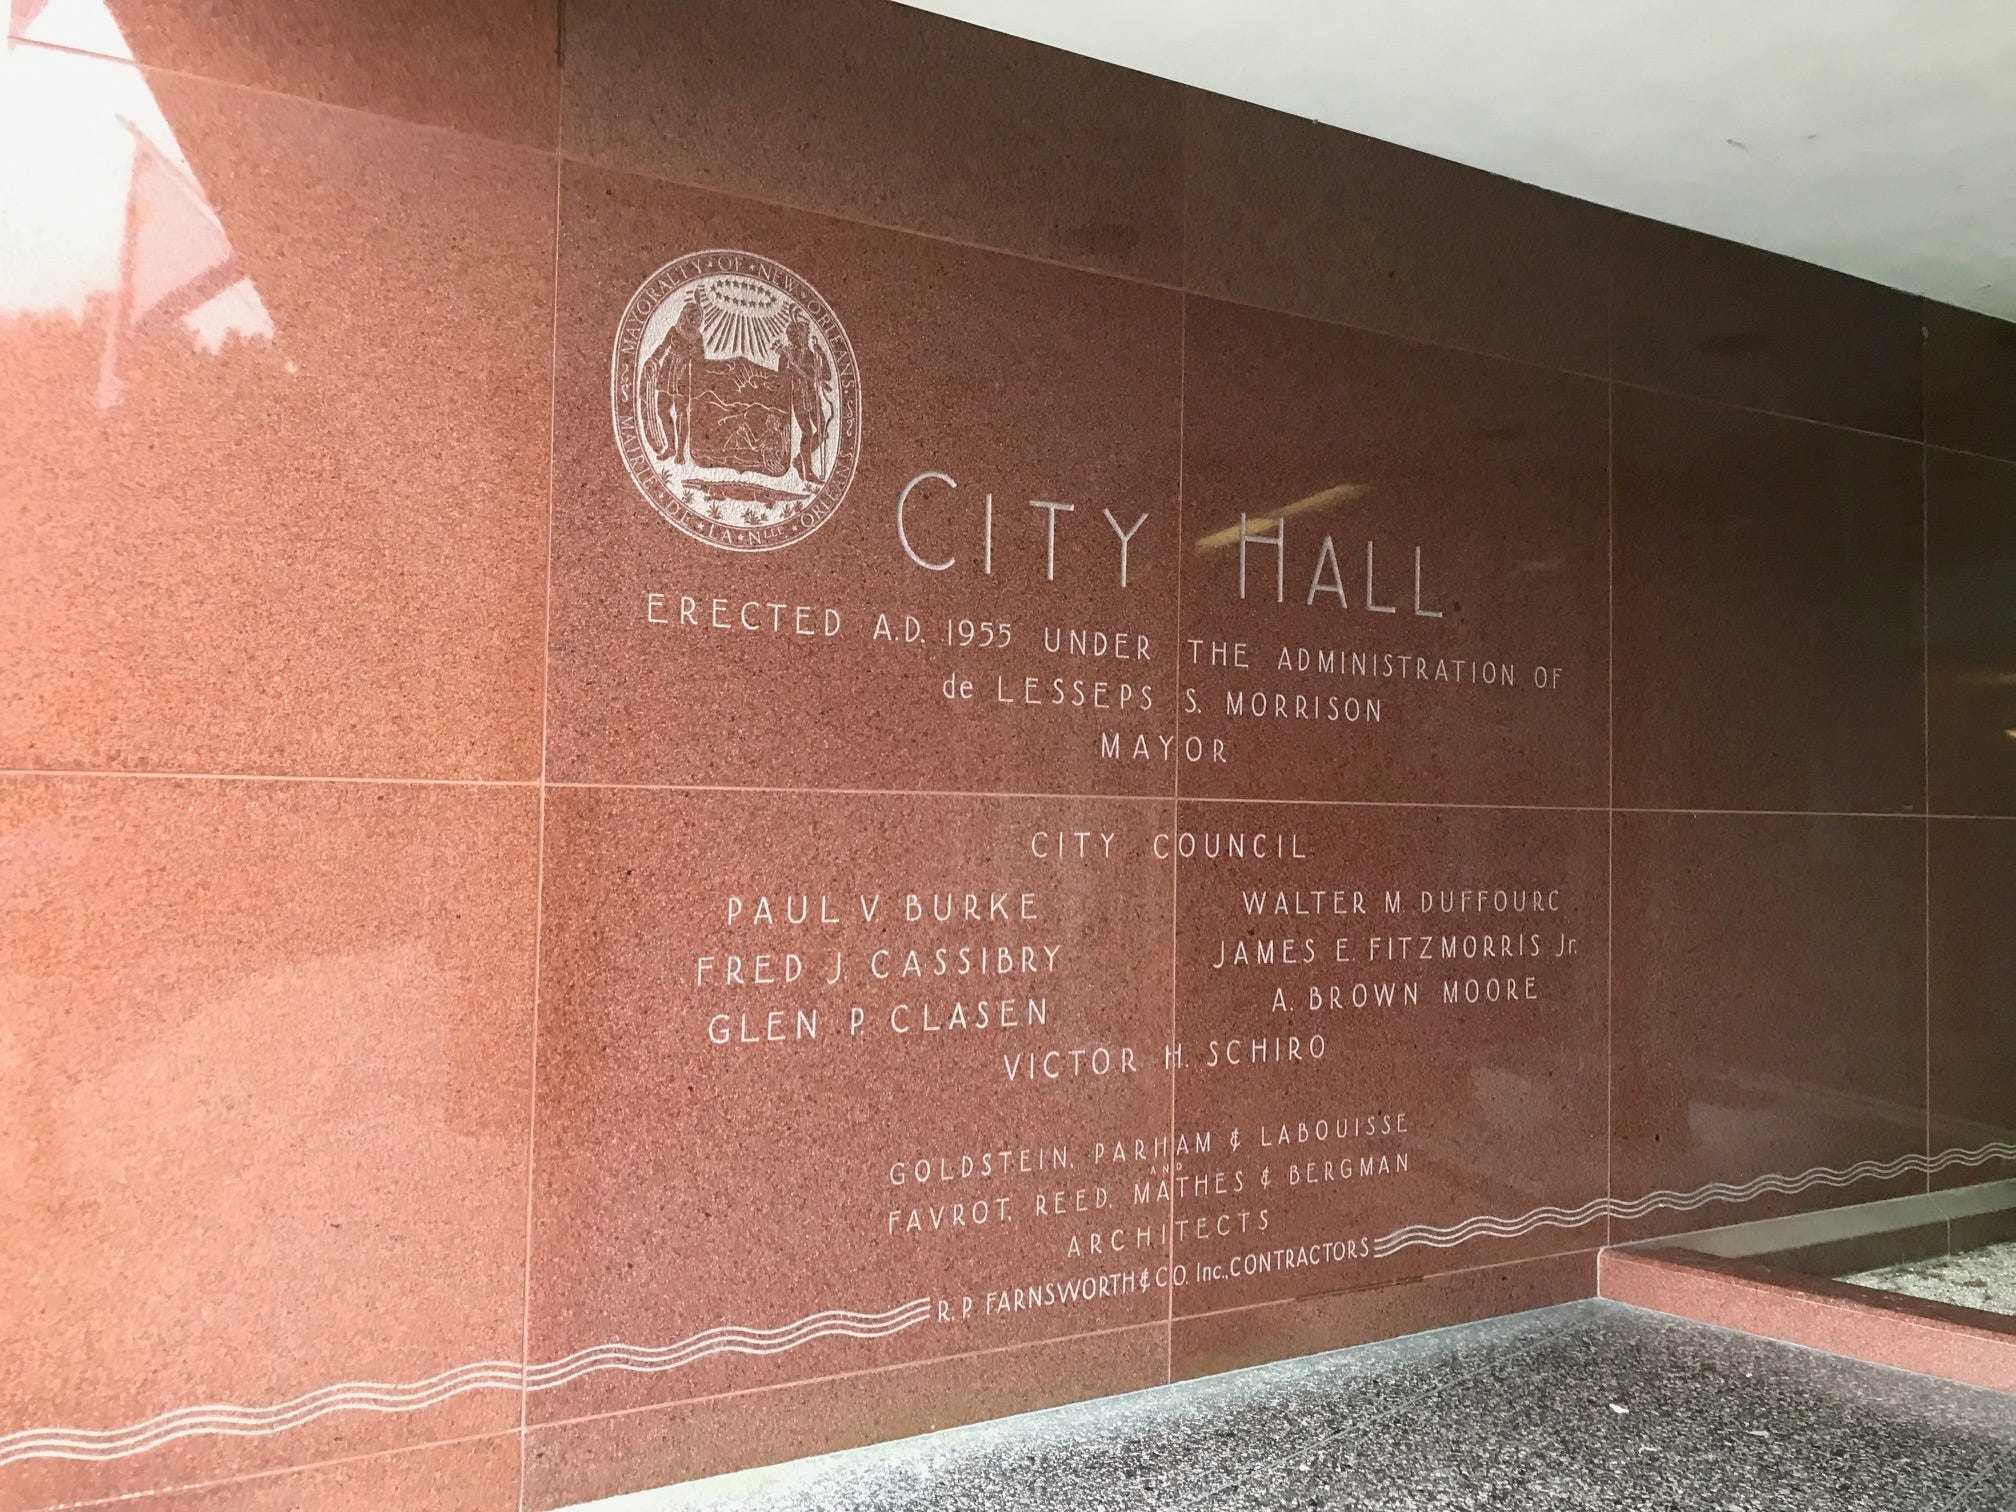 MAYORALTY OF NEW ORLEANS
MAIRIE DE LA NLLE ORLEANS
CITY HALL
ERECTED A.D. 1955 UNDER THE ADMINISTRATION OF
de LESSEPS S. MORRISON
MAYOR
CITY COUNCIL
PAUL V BURKE
FRED J. CASSIBRY
GLEN P. CLASEN
WALTER M. DUFFOURC
JAMES E. FITZMORRIS Jr.
A. BROWN MOORE
VICTOR H. SCHIRO
GOLDSTEIN, PARHAM & LABOUISSE
AND
FAVROT, REED, MATHES & BERGMAN
ARCHITECTS
R. P. FARNSWORTH & CO. Inc., CONTRACTORS